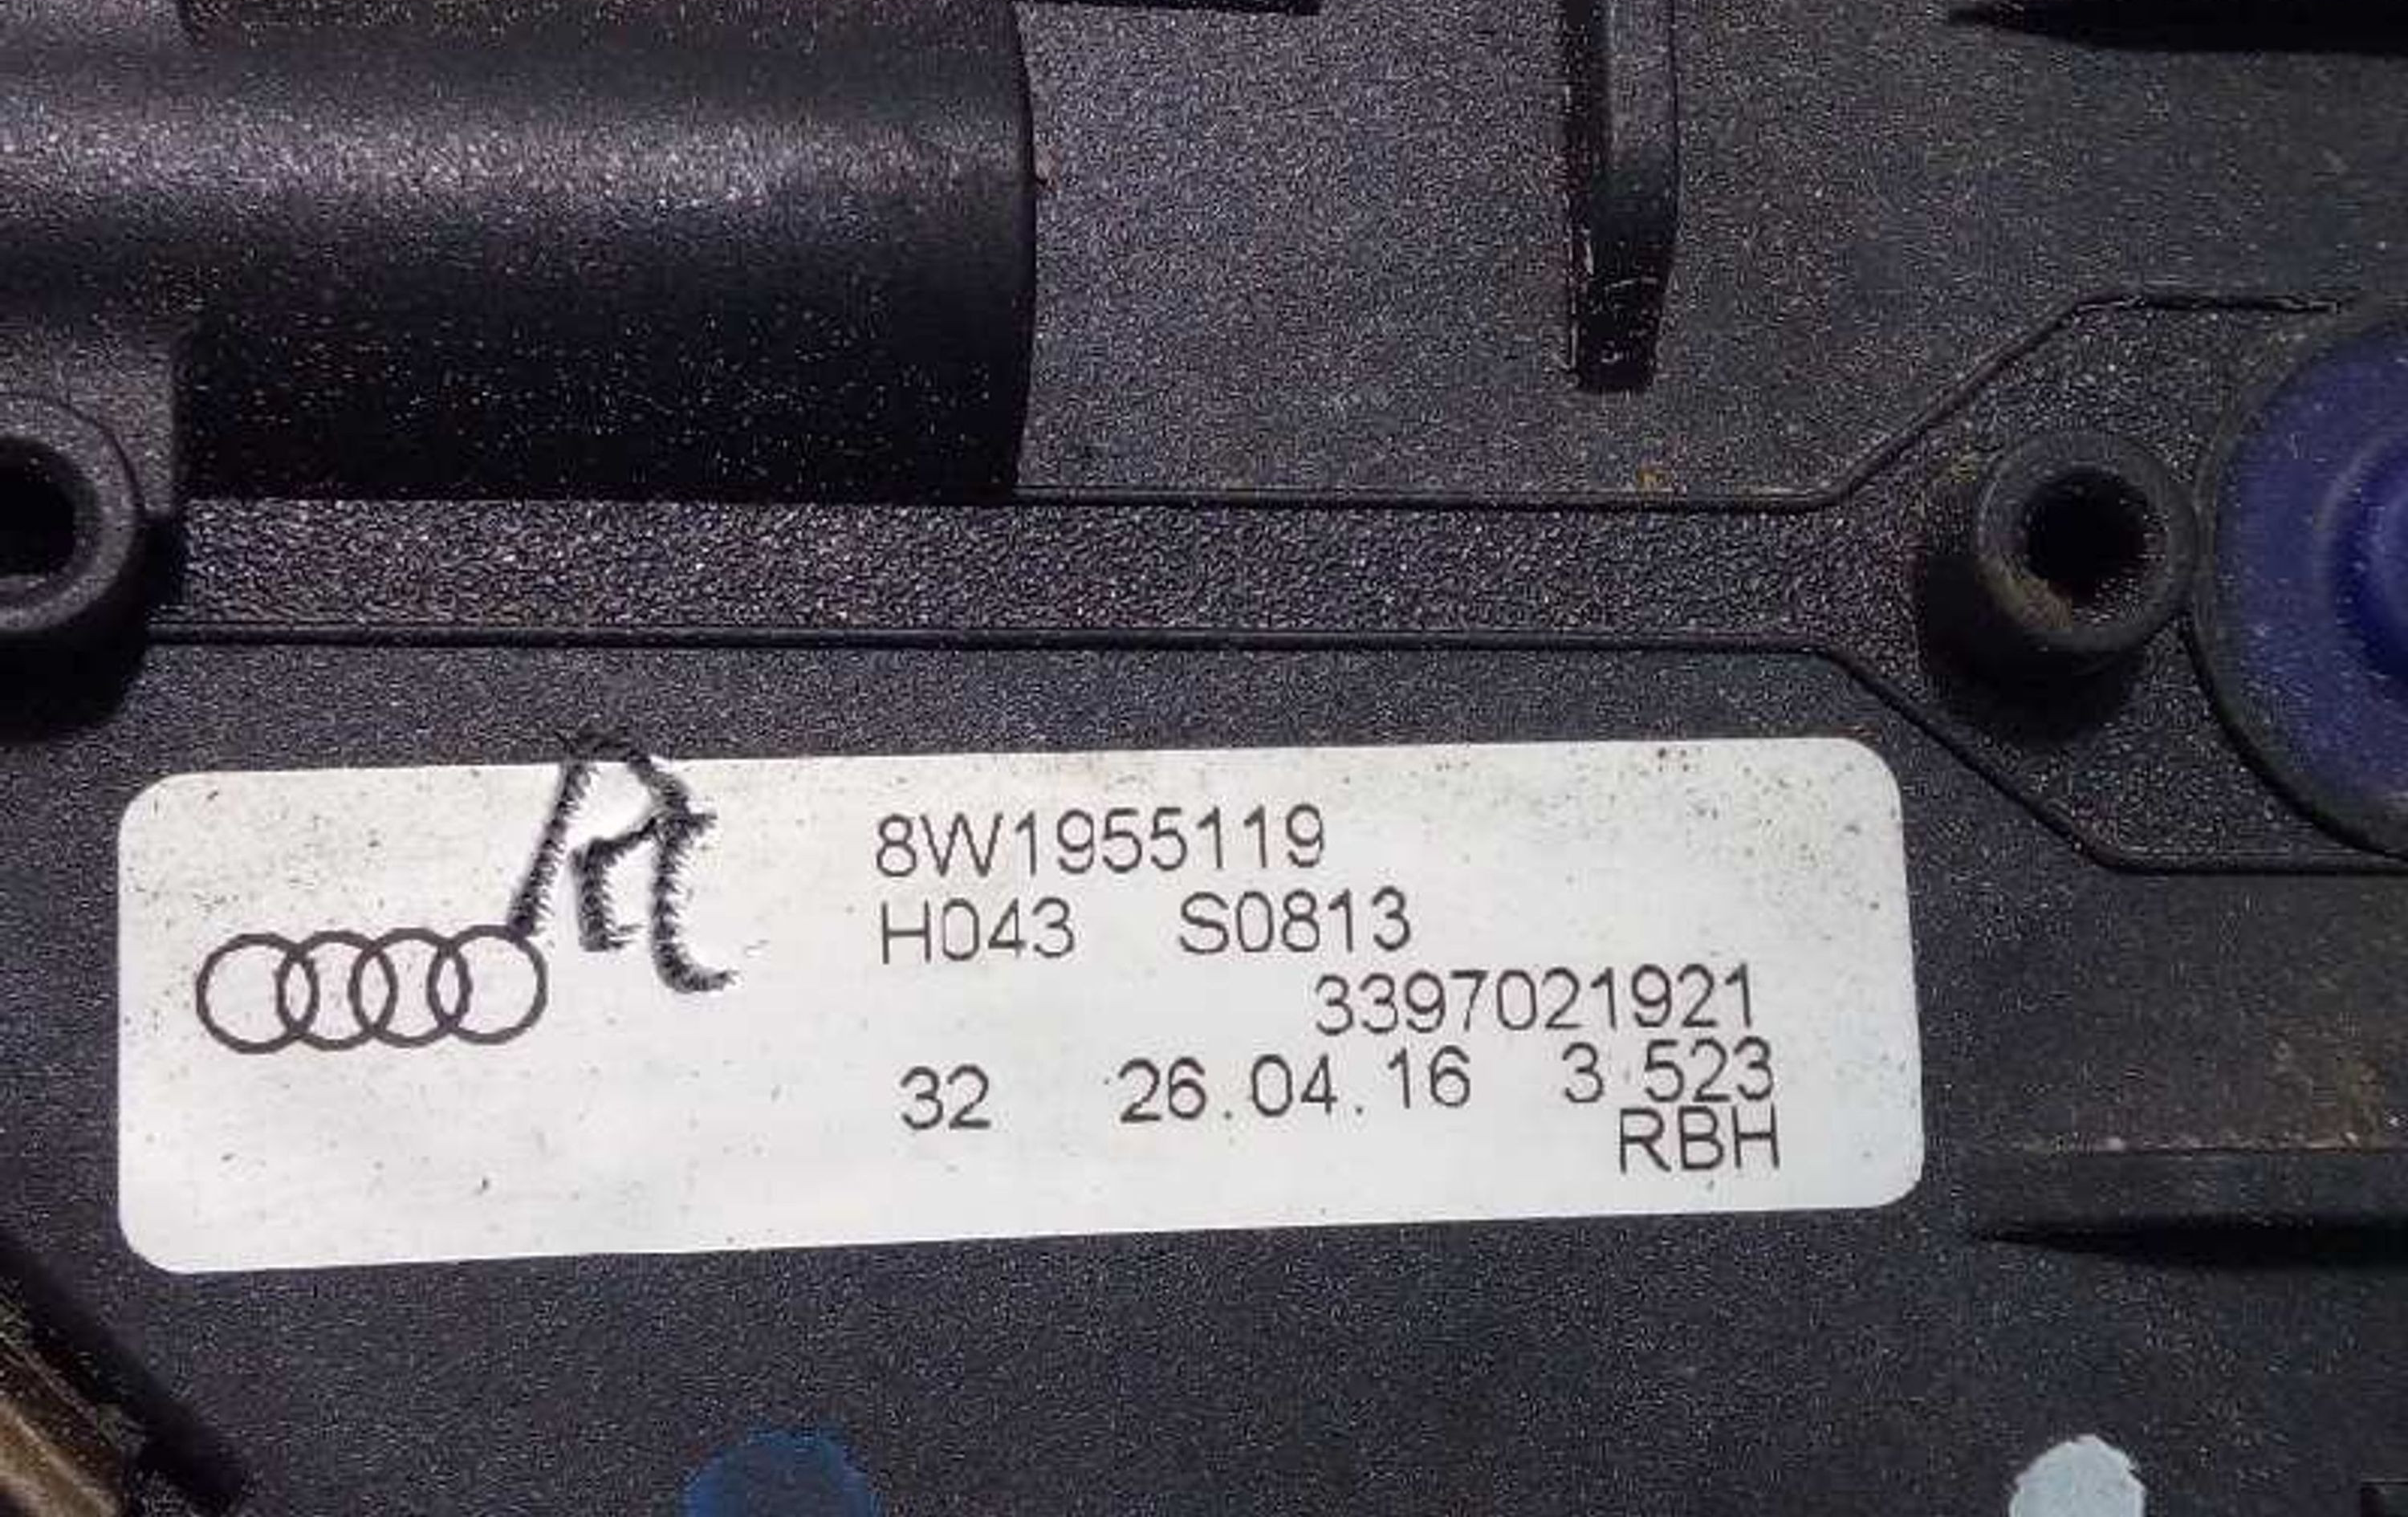 R
8W1955119
H043 S0813
3397021921
32 26.04.16 3 523
RBH